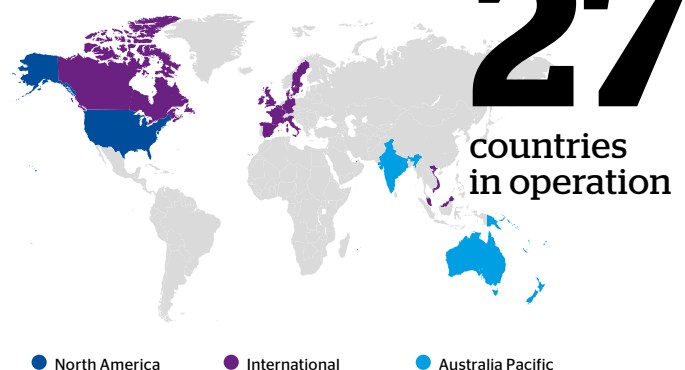 27
countries
in operation
North America
International
Australia Pacific